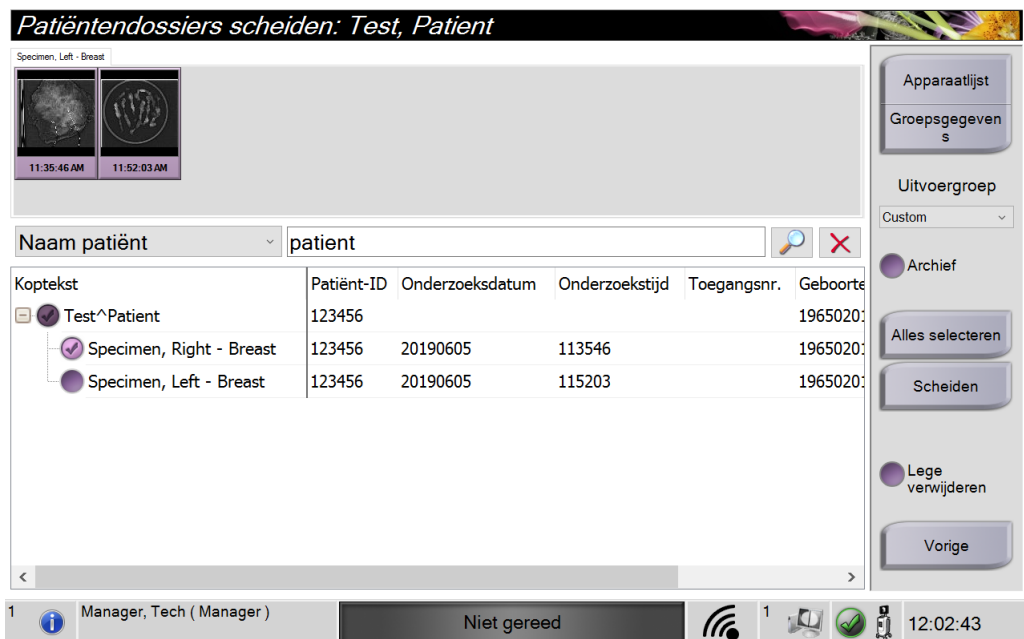 Patiëntendossiers scheiden: Test, Patient
Specimen, Left - Breast
11:35:46 AM 11:52:03 AM
Apparaatlijst
Groepsgegeven
s
Uitvoergroep
Custom
Archief
Alles selecteren
Scheiden
Lege
verwijderen
Vorige
Naam patiënt patient
Koptekst Patiënt-ID Onderzoeksdatum Onderzoekstijd Toegangsnr. Geboorte
Test^Patient 123456 19650201
Specimen, Right - Breast 123456 20190605 113546 19650201
Specimen, Left - Breast 123456 20190605 115203 19650201
1 Manager, Tech ( Manager ) Niet gereed 1 12:02:43